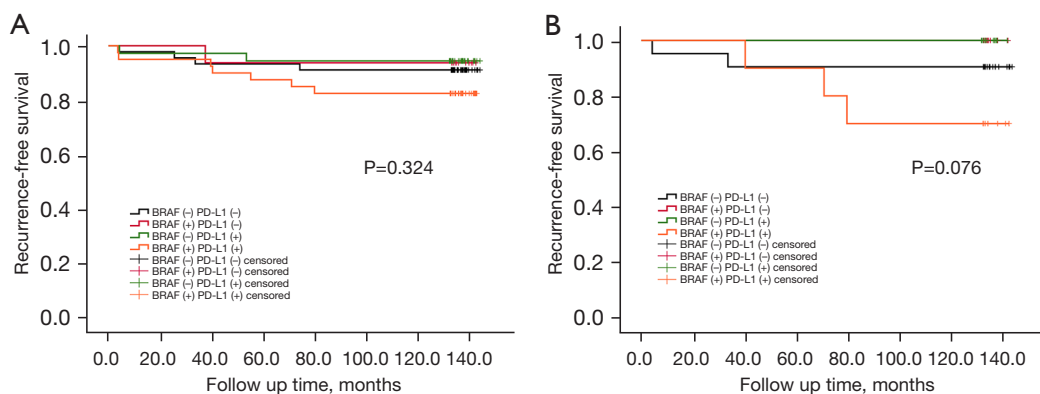 A
Recurrence-free survival
1.0
0.8
0.6
0.4
0.2
0.0
P=0.324
BRAF (–) PD-L1 (–)
BRAF (+) PD-L1 (–)
BRAF (–) PD-L1 (+)
BRAF (+) PD-L1 (+)
BRAF (–) PD-L1 (–) censored
BRAF (+) PD-L1 (–) censored
BRAF (–) PD-L1 (+) censored
BRAF (+) PD-L1 (+) censored
0.0 20.0 40.0 60.0 80.0 100.0 120.0 140.0
Follow up time, months
B
Recurrence-free survival
1.0
0.8
0.6
0.4
0.2
0.0
P=0.076
BRAF (–) PD-L1 (–)
BRAF (+) PD-L1 (–)
BRAF (–) PD-L1 (+)
BRAF (+) PD-L1 (+)
BRAF (–) PD-L1 (–) censored
BRAF (+) PD-L1 (–) censored
BRAF (–) PD-L1 (+) censored
BRAF (+) PD-L1 (+) censored
0.0 20.0 40.0 60.0 80.0 100.0 120.0 140.0
Follow up time, months